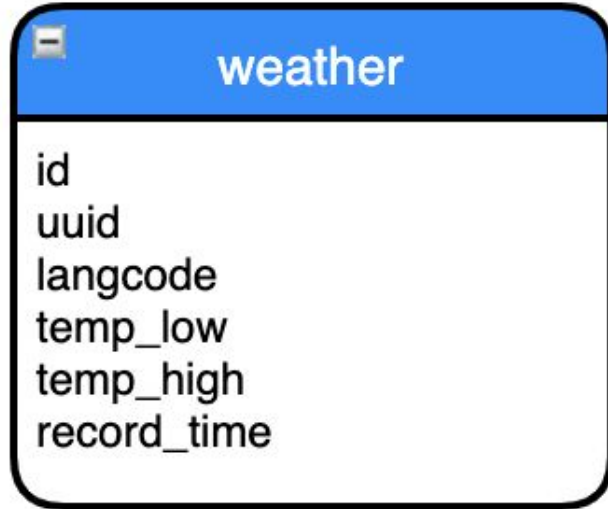 weather
id
uuid
langcode
temp_low
temp_high
record_time